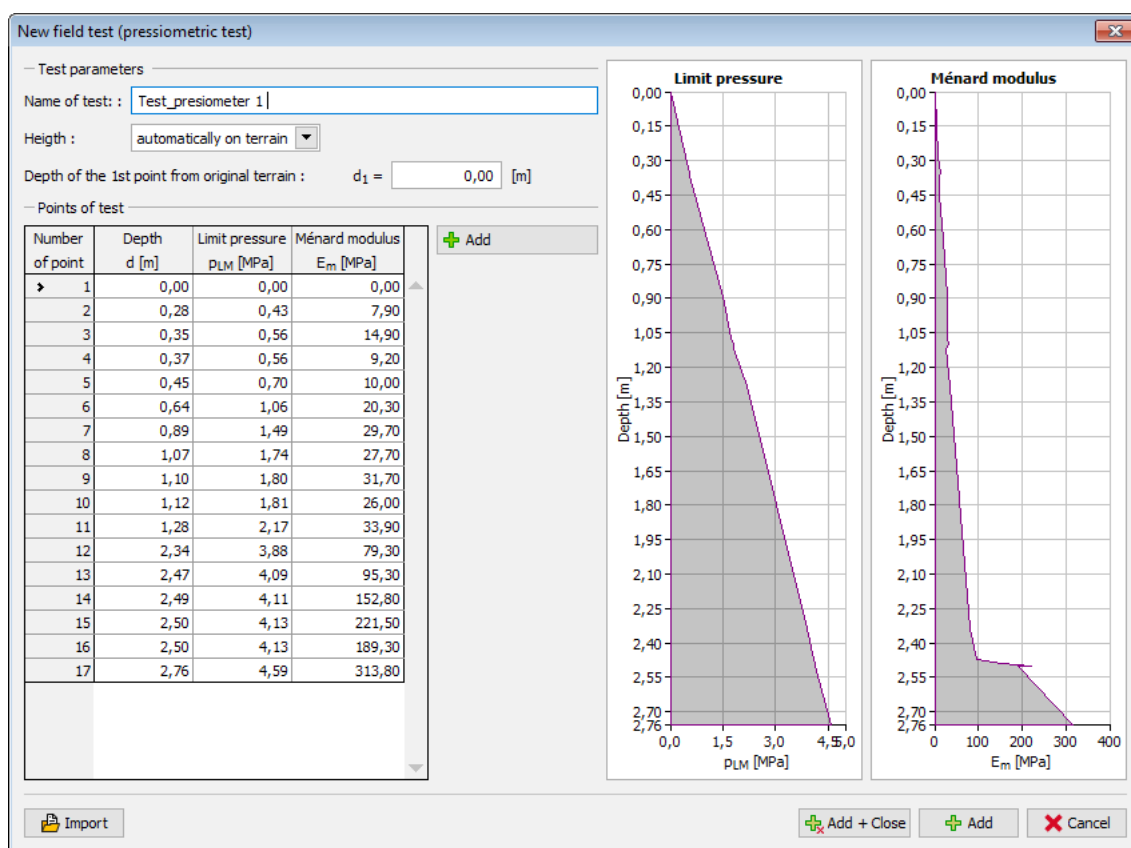 New field test (pressiometric test)
Test parameters
Name of test: : Test_presiometer 1
Heigth : automatically on terrain
Depth of the 1st point from original terrain : d1 = 0,00 [m]
Points of test
Number of point Depth d [m] Limit pressure pLM [MPa] Ménard modulus Em [MPa]
1 0,00 0,00 0,00
2 0,28 0,43 7,90
3 0,35 0,56 14,90
4 0,37 0,56 9,20
5 0,45 0,70 10,00
6 0,64 1,06 20,30
7 0,89 1,49 29,70
8 1,07 1,74 27,70
9 1,10 1,80 31,70
10 1,12 1,81 26,00
11 1,28 2,17 33,90
12 2,34 3,88 79,30
13 2,47 4,09 95,30
14 2,49 4,11 152,80
15 2,50 4,13 221,50
16 2,50 4,13 189,30
17 2,76 4,59 313,80
Add
Limit pressure
0,00
0,15
0,30
0,45
0,60
0,75
0,90
1,05
1,20
1,35
1,50
1,65
1,80
1,95
2,10
2,25
2,40
2,55
2,70
2,76
Depth [m]
0,0 1,5 3,0 4,5 5,0
pLM [MPa]
Ménard modulus
0,00
0,15
0,30
0,45
0,60
0,75
0,90
1,05
1,20
1,35
1,50
1,65
1,80
1,95
2,10
2,25
2,40
2,55
2,70
2,76
Depth [m]
0 100 200 300 400
Em [MPa]
Import
Add + Close
Add
Cancel